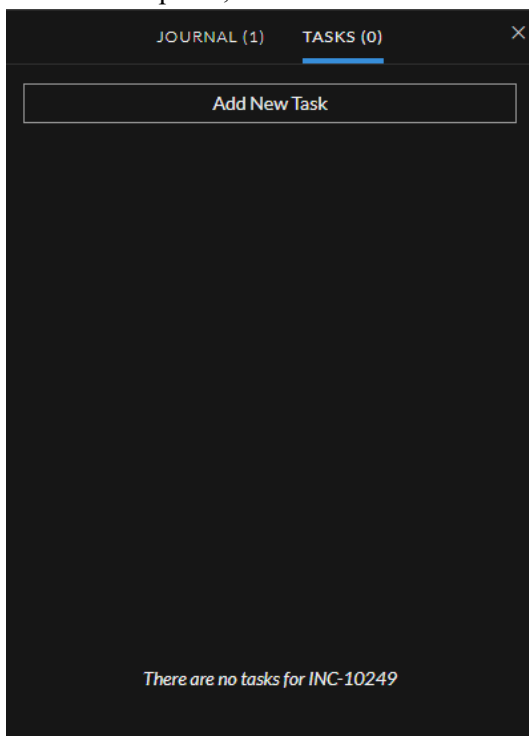 JOURNAL (1) TASKS (0) ×
Add New Task
There are no tasks for INC-10249